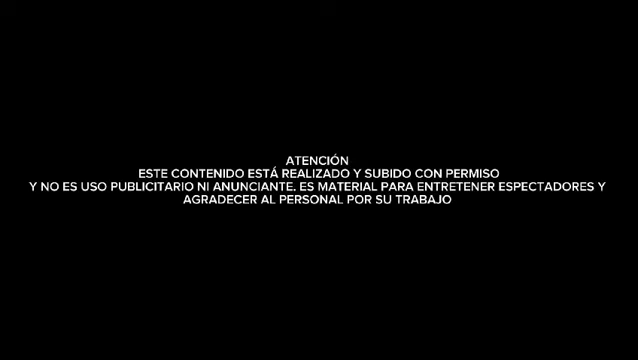 ATENCIÓN
ESTE CONTENIDO ESTÁ REALIZADO Y SUBIDO CON PERMISO
Y NO ES USO PUBLICITARIO NI ANUNCIANTE. ES MATERIAL PARA ENTRETENER ESPECTADORES Y
AGRADECER AL PERSONAL POR SU TRABAJO